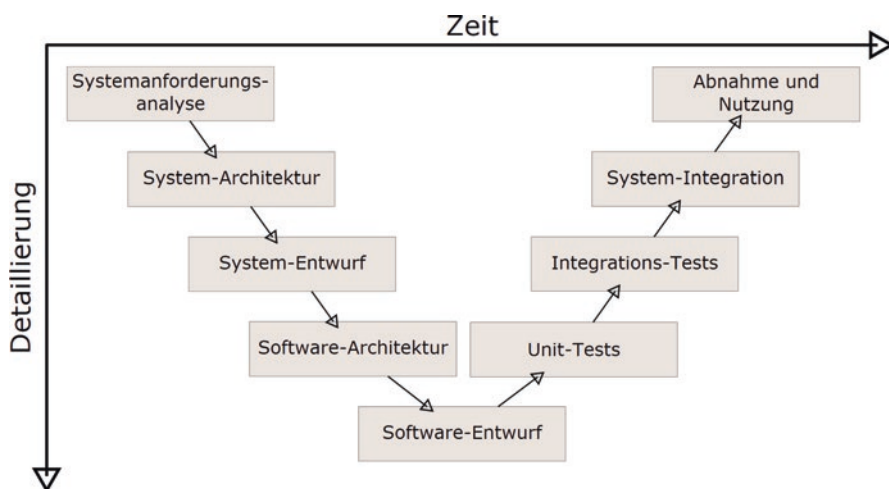 Zeit
Detaillierung
Systemanforderungs-
analyse
Abnahme und
Nutzung
System-Architektur
System-Integration
System-Entwurf
Integrations-Tests
Software-Architektur
Unit-Tests
Software-Entwurf